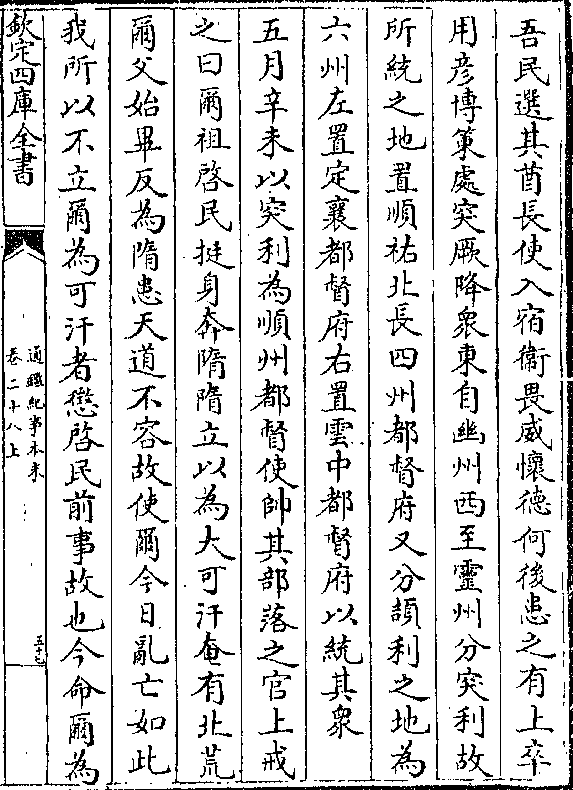 吾民選其酋長使入宿衞畏威懷德何後患之有上卒
用彦博策處突厥降衆東自幽州西至靈州分突利故
所統之地置順祐北長四州都督府又分頡利之地為
六州左置定襄都督府右置雲中都督府以統其衆
五月辛未以突利為順州都督使帥其部落之官上戒
之曰爾祖啓民挺身奔隋隋立以為大可汗奄有北荒
爾父始畢反為隋患天道不容故使爾今日亂亡如此
我所以不立爾為可汗者懲啓民前事故也今命爾為
欽定四庫全書
通鑑紀事本末
卷二十八上
五十七